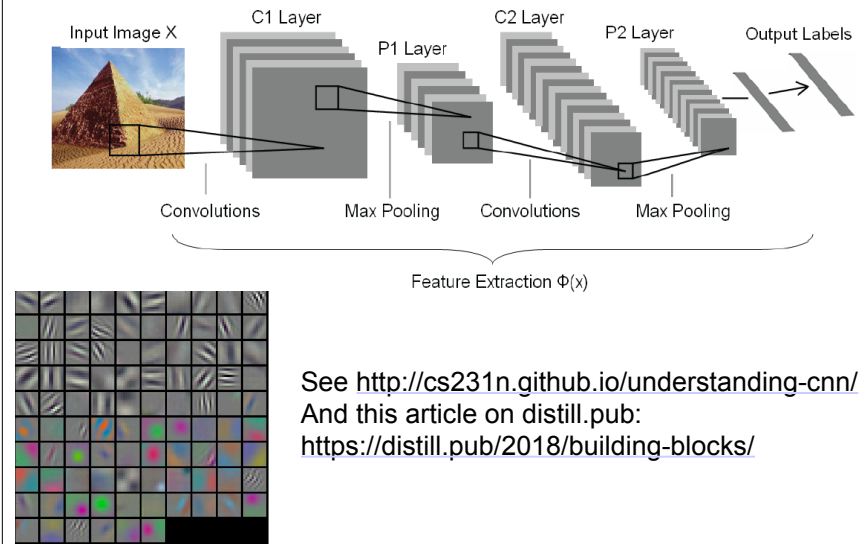 Input Image X
C1 Layer
P1 Layer
C2 Layer
P2 Layer
Output Labels
Convolutions
Max Pooling
Convolutions
Max Pooling
Feature Extraction Φ(x)
See http://cs231n.github.io/understanding-cnn/
And this article on distill.pub:
https://distill.pub/2018/building-blocks/